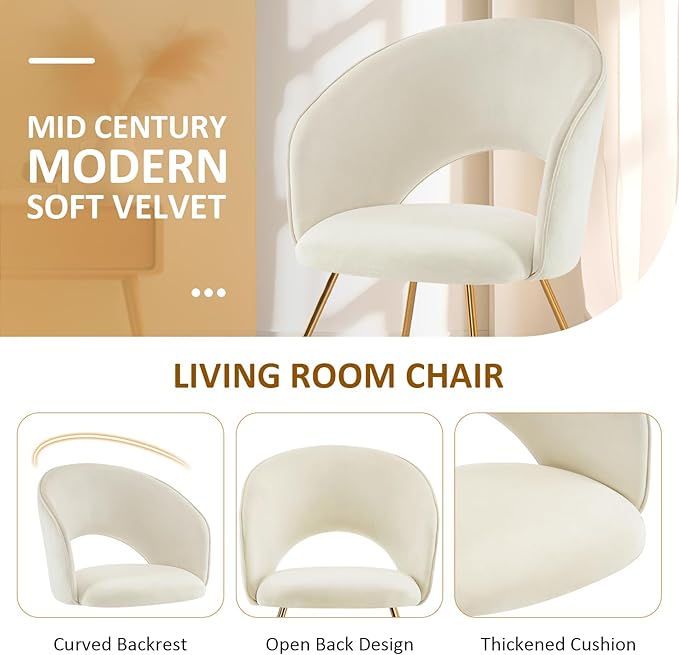 MID CENTURY
MODERN
SOFT VELVET
LIVING ROOM CHAIR
Curved Backrest
Open Back Design
Thickened Cushion